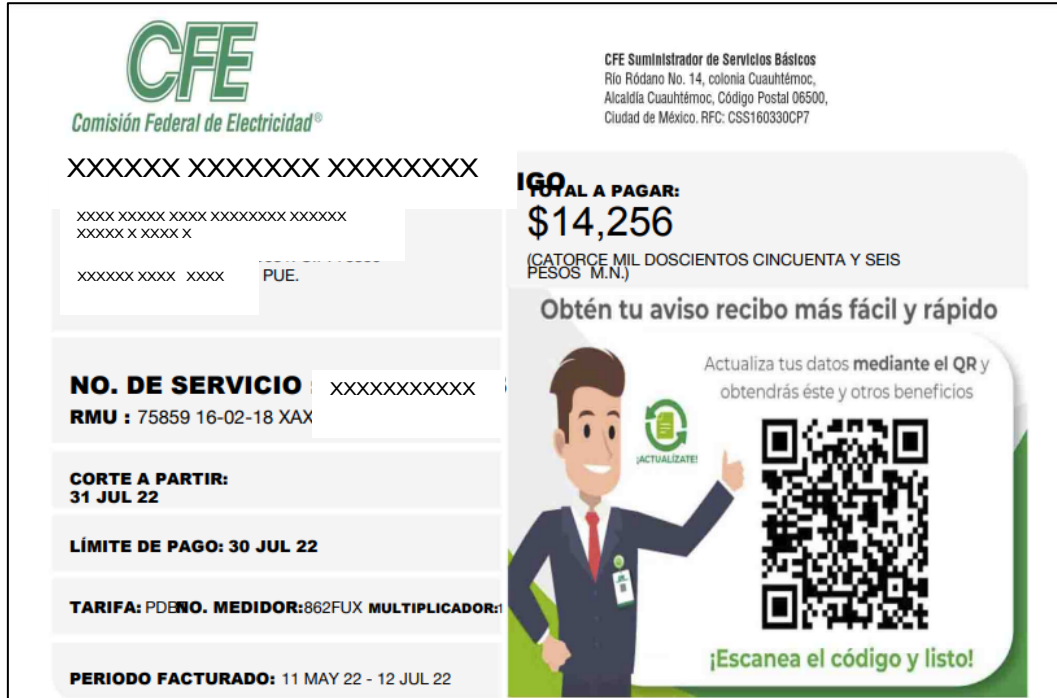 CFE
Comisión Federal de Electricidad®
CFE Suministrador de Servicios Básicos
Río Ródano No. 14, colonia Cuauhtémoc,
Alcaldía Cuauhtémoc, Código Postal 06500,
Ciudad de México. RFC: CSS160330CP7
XXXXXX XXXXXXX XXXXXXXX
XXXX XXXXX XXXX XXXXXXXX XXXXXX
XXXXX X XXXX X
XXXXXX XXXX XXXX PUE.
IGO
TOTAL A PAGAR:
$14,256
(CATORCE MIL DOSCIENTOS CINCUENTA Y SEIS
PESOS M.N.)
NO. DE SERVICIO : XXXXXXXXXXX
RMU : 75859 16-02-18 XAX
CORTE A PARTIR:
31 JUL 22
LÍMITE DE PAGO: 30 JUL 22
TARIFA: PDB NO. MEDIDOR:862FUX MULTIPLICADOR:1
PERIODO FACTURADO: 11 MAY 22 - 12 JUL 22
Obtén tu aviso recibo más fácil y rápido
Actualiza tus datos mediante el QR y
obtendrás éste y otros beneficios
¡ACTUALÍZATE!
¡Escanea el código y listo!